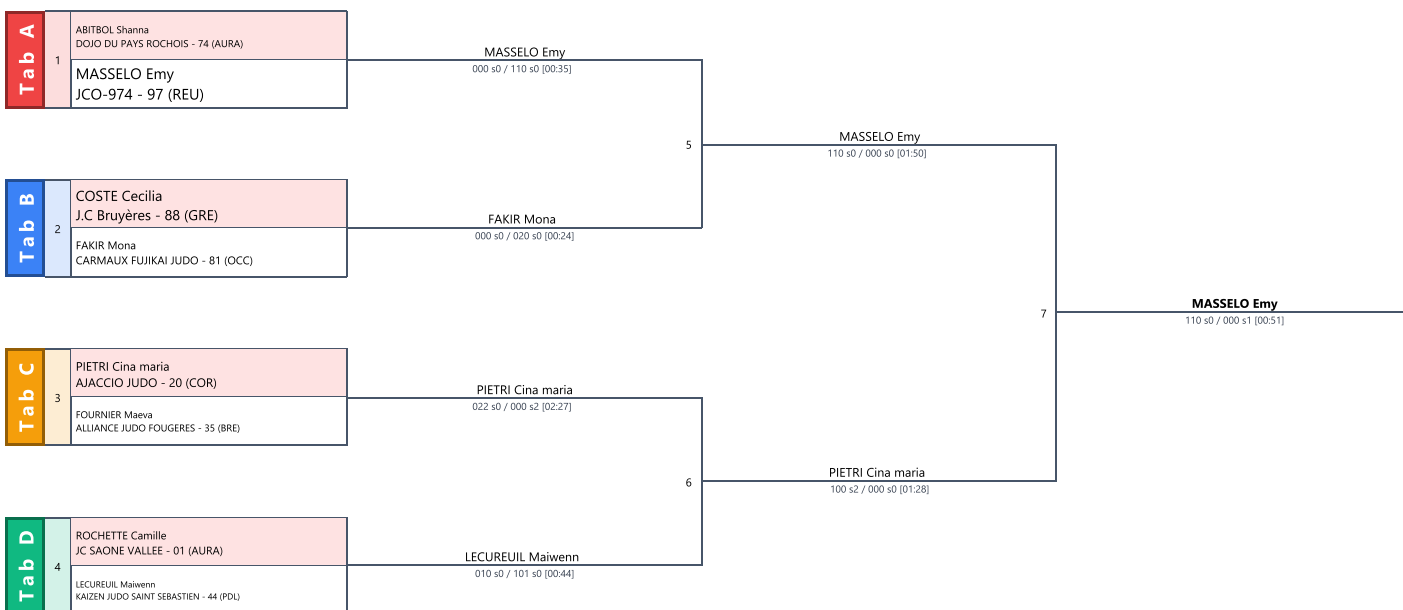 Tab A
1
ABITBOL Shanna
DOJO DU PAYS ROCHOIS - 74 (AURA)
MASSELO Emy
JCO-974 - 97 (REU)
MASSELO Emy
000 s0 / 110 s0 [00:35]
5
MASSELO Emy
110 s0 / 000 s0 [01:50]
Tab B
2
COSTE Cecilia
J.C Bruyères - 88 (GRE)
FAKIR Mona
CARMAUX FUJIKAI JUDO - 81 (OCC)
FAKIR Mona
000 s0 / 020 s0 [00:24]
7
MASSELO Emy
110 s0 / 000 s1 [00:51]
Tab C
3
PIETRI Cina maria
AJACCIO JUDO - 20 (COR)
FOURNIER Maeva
ALLIANCE JUDO FOUGERES - 35 (BRE)
PIETRI Cina maria
022 s0 / 000 s2 [02:27]
6
PIETRI Cina maria
100 s2 / 000 s0 [01:28]
Tab D
4
ROCHETTE Camille
JC SAONE VALLEE - 01 (AURA)
LECUREUIL Maiwenn
KAIZEN JUDO SAINT SEBASTIEN - 44 (PDL)
LECUREUIL Maiwenn
010 s0 / 101 s0 [00:44]